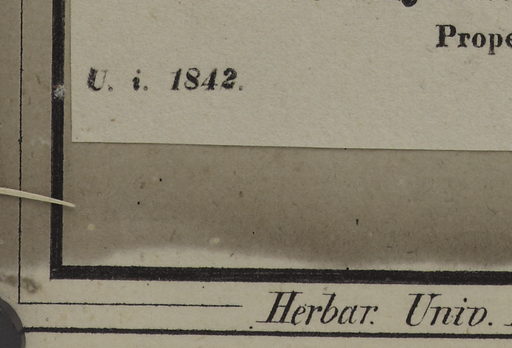 Prope
U. i. 1842.
Herbar. Univ.